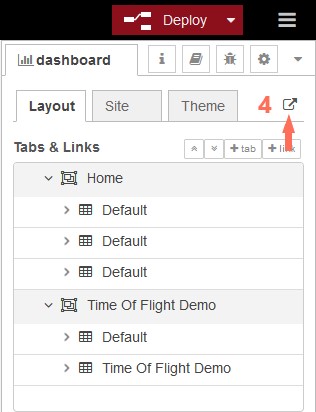 Deploy
dashboard
Layout Site Theme 4
Tabs & Links + tab + link
Home
Default
Default
Default
Time Of Flight Demo
Default
Time Of Flight Demo